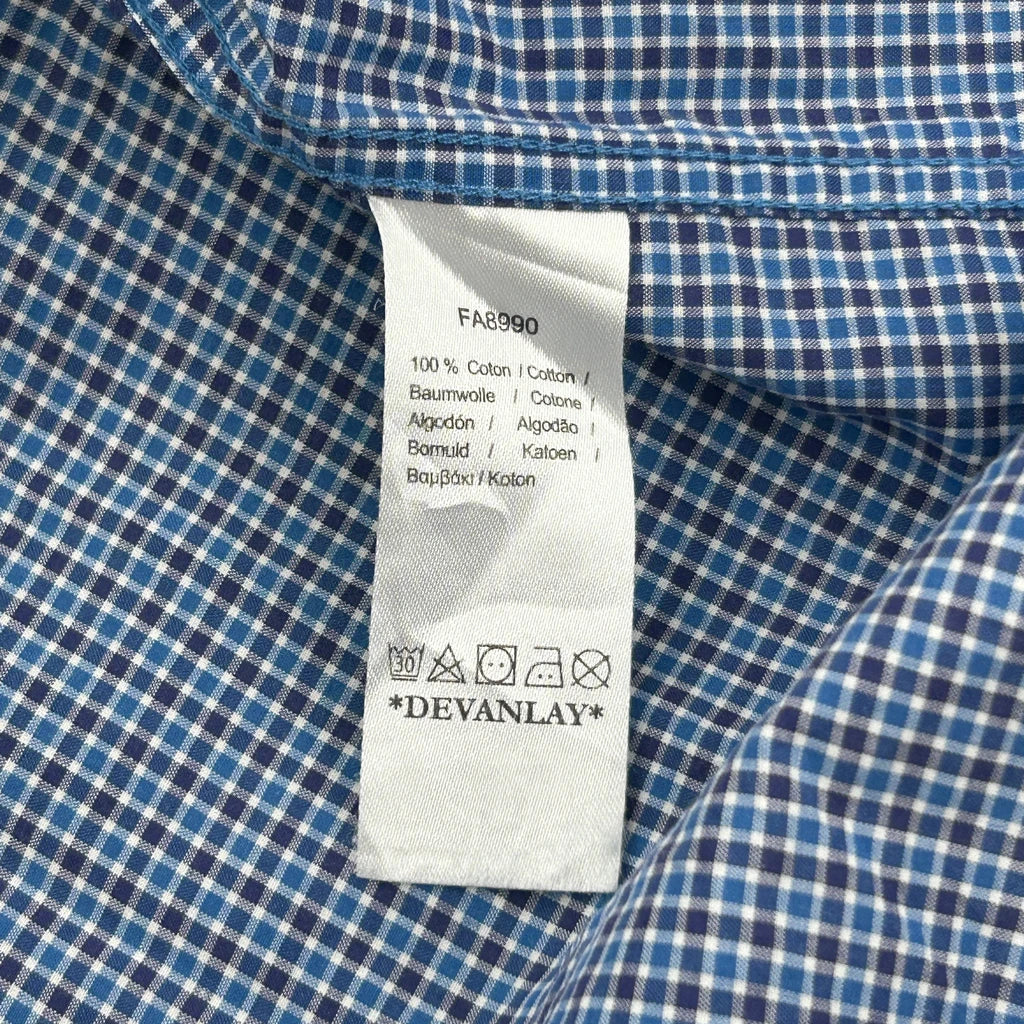 FA8990
100 % Coton / Cotton /
Baumwolle / Cotone /
Algodón / Algodão /
Bomuld / Katoen /
Βαμβάκι / Koton
30
*DEVANLAY*